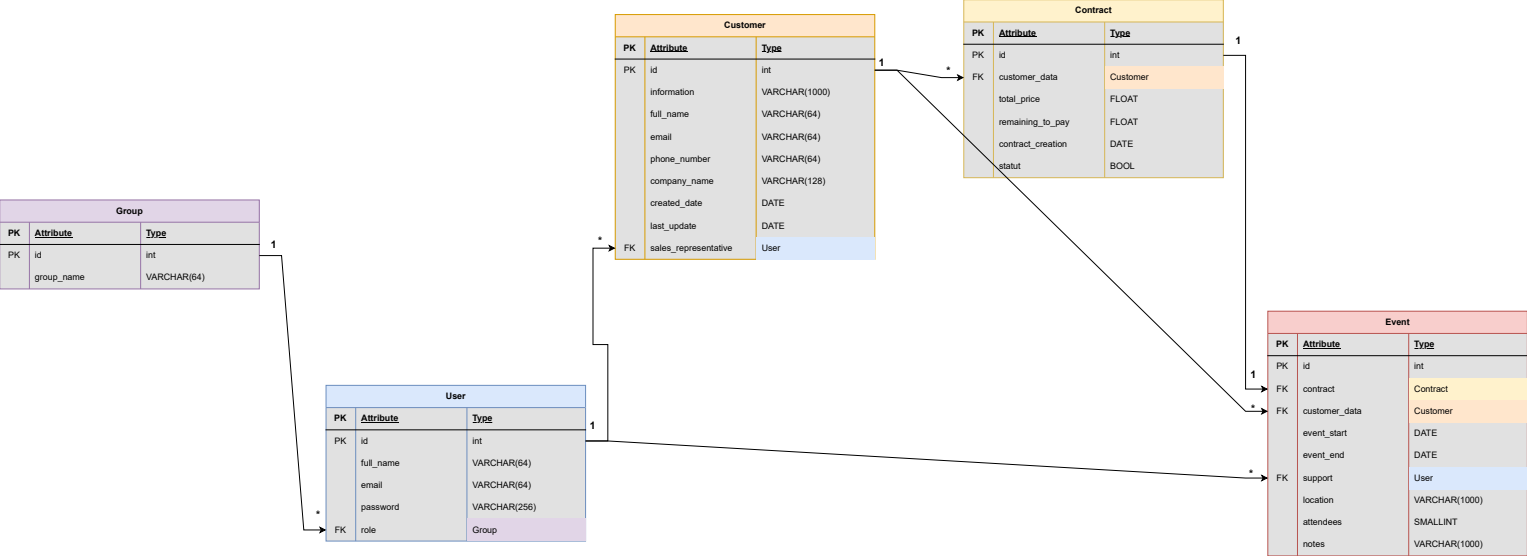 Contract
PK Attribute Type
PK id int
FK customer_data Customer
total_price FLOAT
remaining_to_pay FLOAT
contract_creation DATE
statut BOOL
1
*
Customer
PK Attribute Type
PK id int
information VARCHAR(1000)
full_name VARCHAR(64)
email VARCHAR(64)
phone_number VARCHAR(64)
company_name VARCHAR(128)
created_date DATE
last_update DATE
FK sales_representative User
1
*
Group
PK Attribute Type
PK id int
group_name VARCHAR(64)
1
User
PK Attribute Type
PK id int
full_name VARCHAR(64)
email VARCHAR(64)
password VARCHAR(256)
FK role Group
1
*
Event
PK Attribute Type
PK id int
FK contract Contract
FK customer_data Customer
event_start DATE
event_end DATE
FK support User
location VARCHAR(1000)
attendees SMALLINT
notes VARCHAR(1000)
1
*
*